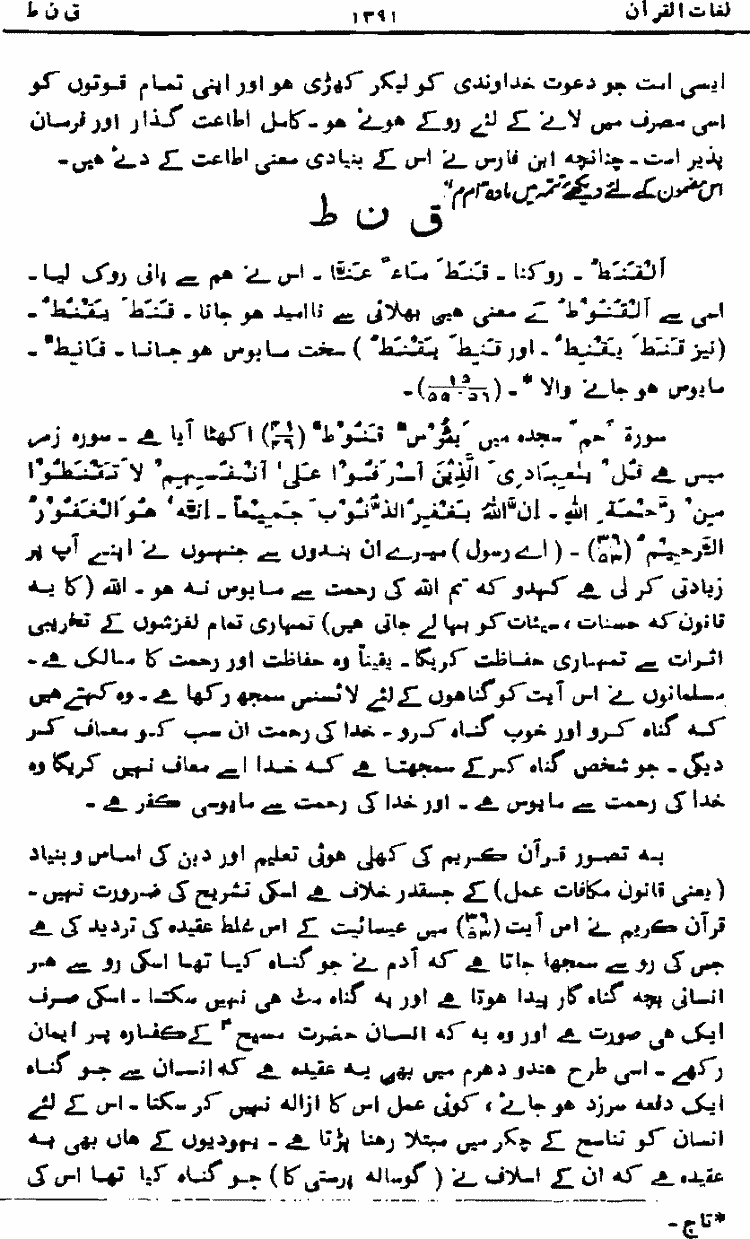 لغات القرآن ۱۳۹۱ ق ن ط
ایسی امت جو دعوت خداوندی کو لیکر کھڑی ہو اور اپنی تمام قوتوں کو
اسی مصرف میں لانے کے لئے روکے ہوئے ہو۔ کامل اطاعت گذار اور فرمان
پذیر امت۔ چنانچہ ابن فارس نے اس کے بنیادی معنی اطاعت کے دئے ہیں۔
اس مضمون کے لئے دیکھئے تتمہ میں مادہ "ا م م"
ق ن ط
اَلْقَنْطُ۔ روکنا۔ قَنَطَ مَاءَ عَنَّا۔ اس نے ہم سے پانی روک لیا۔
اسی سے اَلْقُنُوْطُ کے معنی ہیں بھلائی سے ناامید ہو جانا۔ قَنَطَ یَقْنُطُ۔
(نیز قَنَطَ یَقْنِطُ۔ اور قَنِطَ یَقْنَطُ) سخت مایوس ہو جانا۔ قَانِطٌ۔
مایوس ہو جانے والا *۔ (۱۵/۵۵-۵۶)۔
سورۃ حٰم سجدہ میں یَئُوْسٌ قَنُوْطٌ (۴۱/۴۹) اکھٹا آیا ہے۔ سورہ زمر
میں ہے قُلْ یٰعِبَادِیَ الَّذِیْنَ اَسْرَفُوْا عَلٰی اَنْفُسِهِمْ لَا تَقْنَطُوْا
مِنْ رَّحْمَةِ اللهِ۔ اِنَّ اللهَ یَغْفِرُ الذُّنُوْبَ جَمِیْعاً۔ اِنَّهٗ هُوَ الْغَفُوْرُ
الرَّحِیْمُ (۳۹/۵۳)۔ (اے رسول) میرے ان بندوں سے جنہوں نے اپنے آپ پر
زیادتی کر لی ہے کہدو کہ تم اللہ کی رحمت سے مایوس نہ ہو۔ اللہ (کا یہ
قانون کہ حسنات، سیئات کو بہا لے جاتی ہیں) تمہاری تمام لغزشوں کے تخریبی
اثرات سے تمہاری حفاظت کریگا۔ یقیناً وہ حفاظت اور رحمت کا مالک ہے۔
مسلمانوں نے اس آیت کو گناہوں کے لئے لائسنس سمجھ رکھا ہے۔ وہ کہتے ہیں
کہ گناہ کرو اور خوب گناہ کرو۔ خدا کی رحمت ان سب کو معاف کر
دیگی۔ جو شخص گناہ کر کے سمجھتا ہے کہ خدا اسے معاف نہیں کریگا وہ
خدا کی رحمت سے مایوس ہے۔ اور خدا کی رحمت سے مایوسی کفر ہے۔
یہ تصور قرآن کریم کی کھلی ہوئی تعلیم اور دین کی اساس و بنیاد
(یعنی قانون مکافات عمل) کے جسقدر خلاف ہے اسکی تشریح کی ضرورت نہیں۔
قرآن کریم نے اس آیت (۳۹/۵۳) میں عیسائیت کے اس غلط عقیدہ کی تردید کی ہے
جس کی رو سے سمجھا جاتا ہے کہ آدم نے جو گناہ کیا تھا اسکی رو سے ہر
انسانی بچہ گناہ گار پیدا ہوتا ہے اور یہ گناہ مٹ ہی نہیں سکتا۔ اسکی صرف
ایک ہی صورت ہے اور وہ یہ کہ انسان حضرت مسیحؑ کے کفارہ پر ایمان
رکھے۔ اسی طرح ہندو دھرم میں بھی یہ عقیدہ ہے کہ انسان سے جو گناہ
ایک دفعہ سرزد ہو جائے، کوئی عمل اس کا ازالہ نہیں کر سکتا۔ اس کے لئے
انسان کو تناسخ کے چکر میں مبتلا رہنا پڑتا ہے۔ یہودیوں کے ہاں بھی یہ
عقیدہ ہے کہ ان کے اسلاف نے (گوسالہ پرستی کا) جو گناہ کیا تھا اس کی
*تاج۔